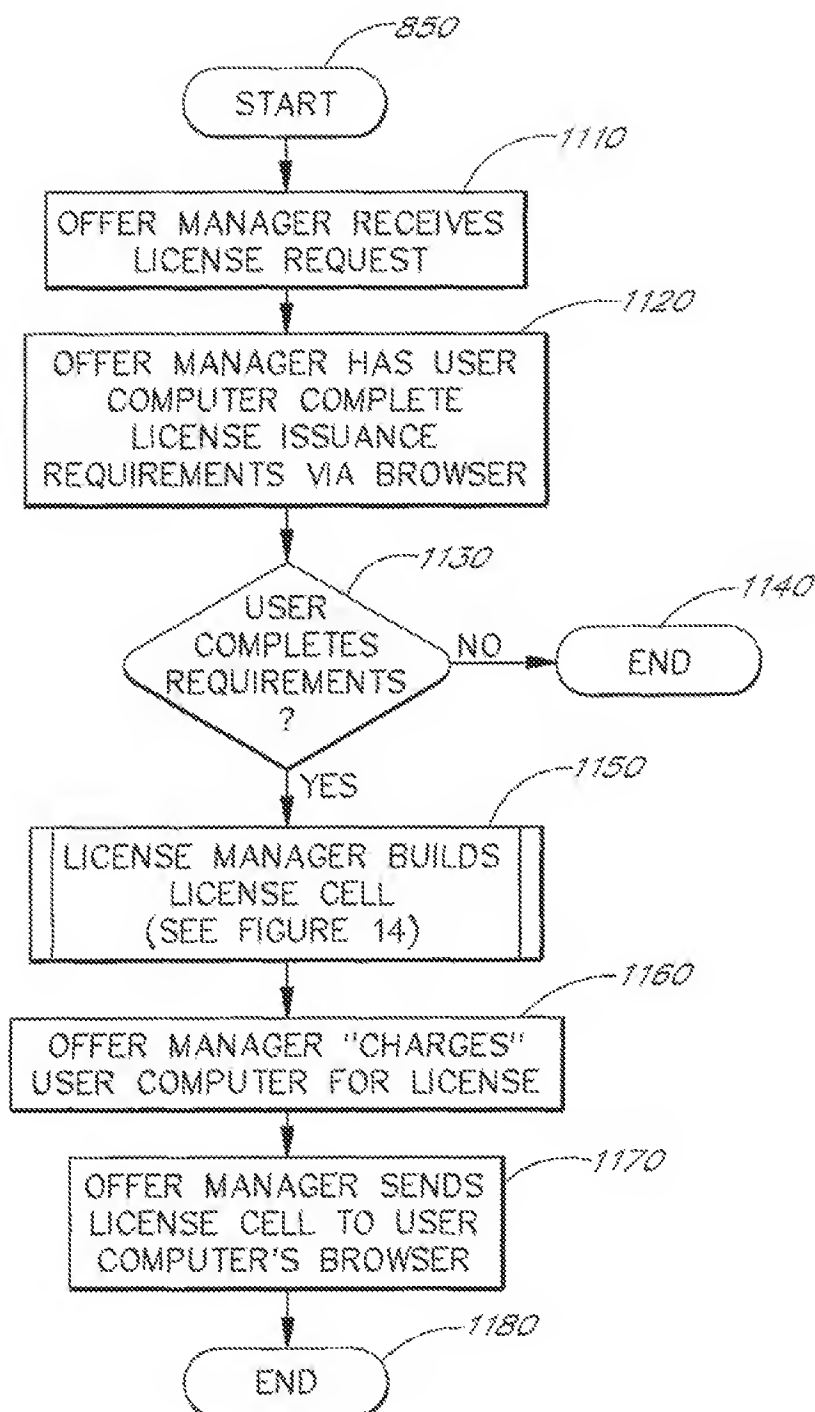 850
START
1110
OFFER MANAGER RECEIVES
LICENSE REQUEST
1120
OFFER MANAGER HAS USER
COMPUTER COMPLETE
LICENSE ISSUANCE
REQUIREMENTS VIA BROWSER
1130
USER
COMPLETES
REQUIREMENTS
?
NO
1140
END
YES
1150
LICENSE MANAGER BUILDS
LICENSE CELL
(SEE FIGURE 14)
1160
OFFER MANAGER "CHARGES"
USER COMPUTER FOR LICENSE
1170
OFFER MANAGER SENDS
LICENSE CELL TO USER
COMPUTER'S BROWSER
1180
END